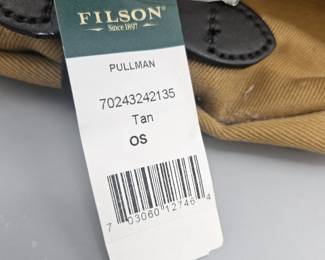 FILSON
Since 1897
PULLMAN
70243242135
Tan
OS
7 03060 12746 4